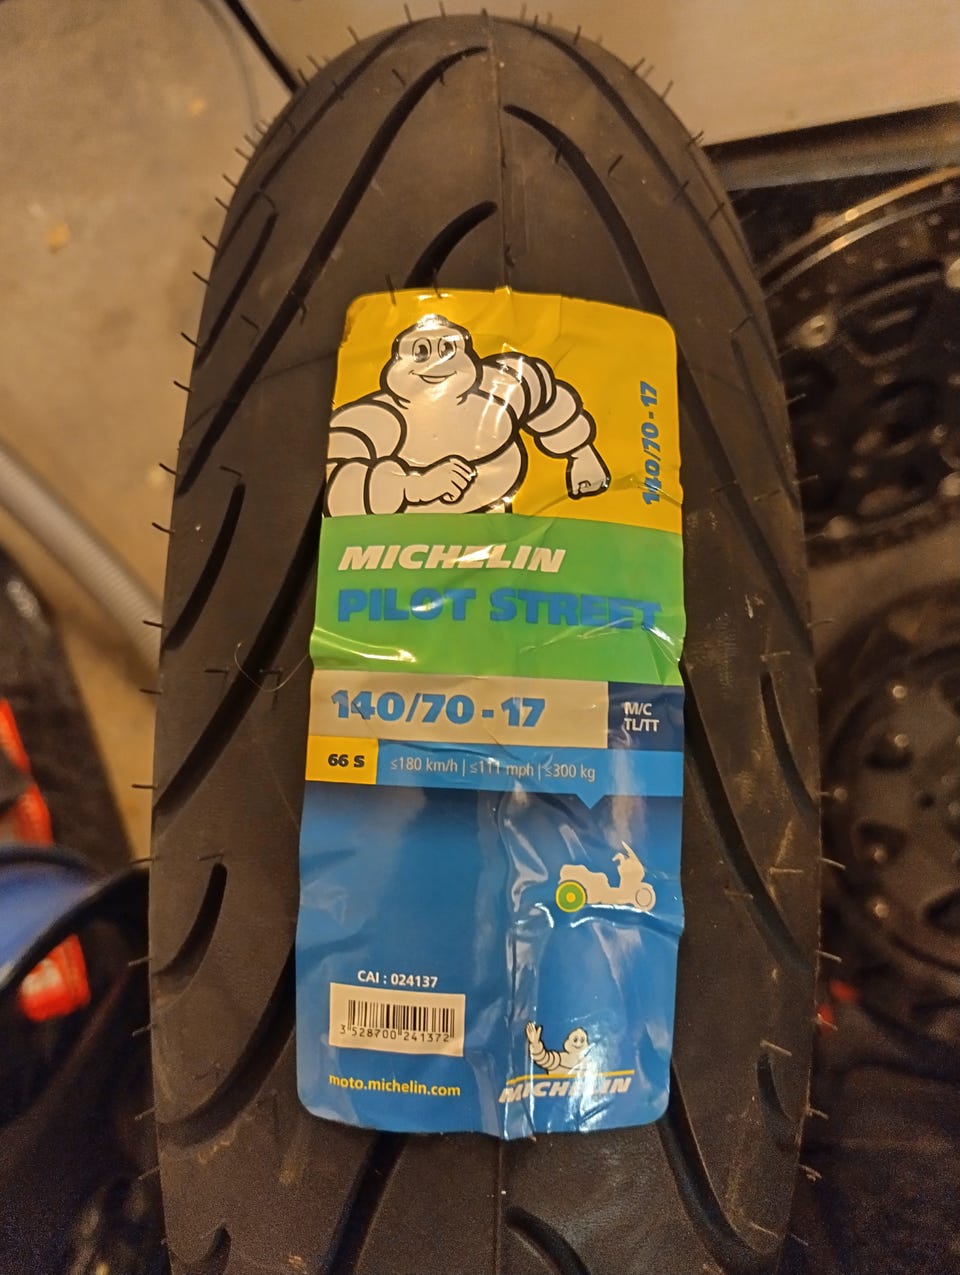 140/70 - 17
MICHELIN
PILOT STREET
140/70 - 17
M/C
TL/TT
66 S
≤180 km/h | ≤111 mph | ≤300 kg
CAI : 024137
3 528700 241372
moto.michelin.com
MICHELIN